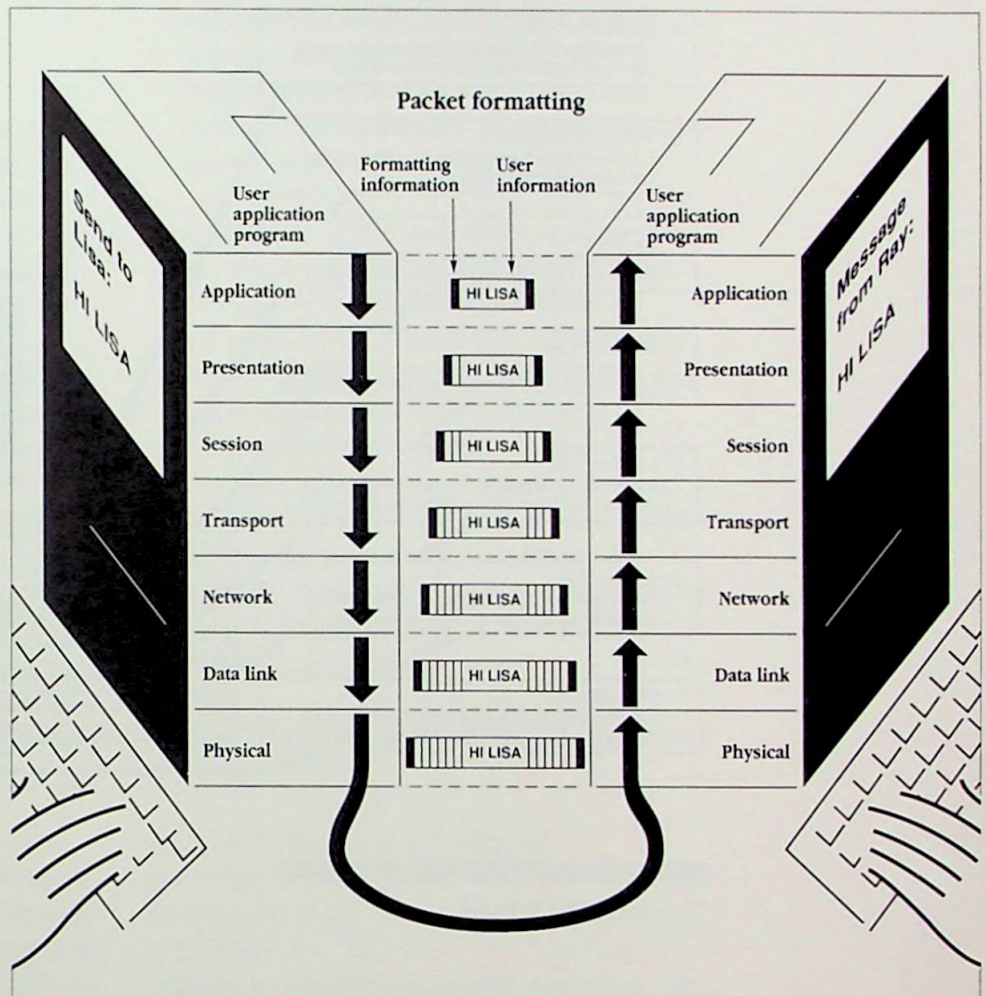 Packet formatting
Formatting
information
User
information
User
application
program
User
application
program
Send to
Lisa:
HI LISA
Message
from Ray:
HI LISA
Application
HI LISA
Application
Presentation
HI LISA
Presentation
Session
HI LISA
Session
Transport
HI LISA
Transport
Network
HI LISA
Network
Data link
HI LISA
Data link
Physical
HI LISA
Physical